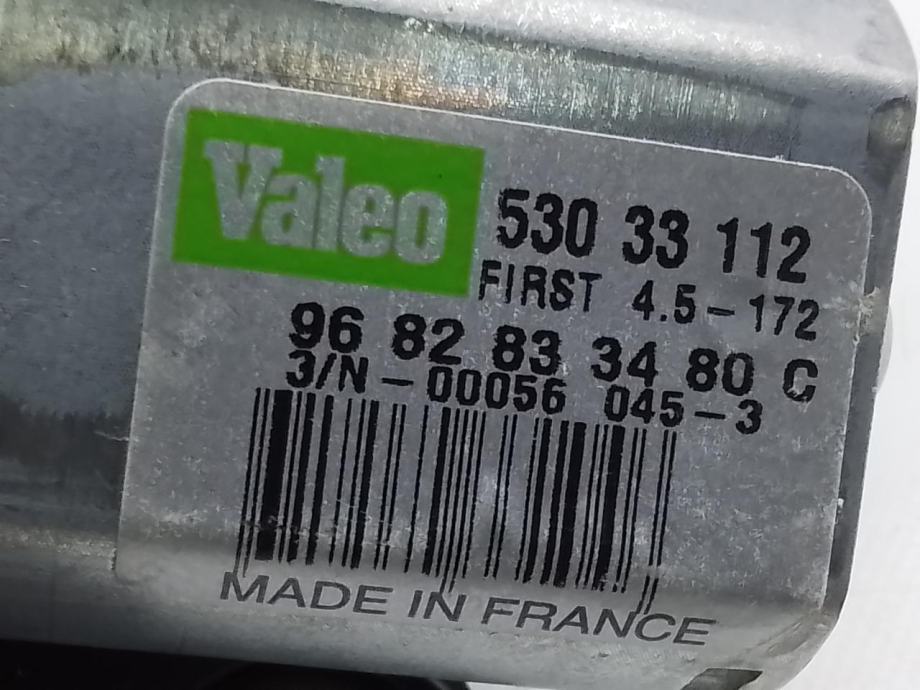 Valeo
530 33 112
FIRST 4.5-172
96 82 83 34 80 C
3/N-00056 045-3
MADE IN FRANCE